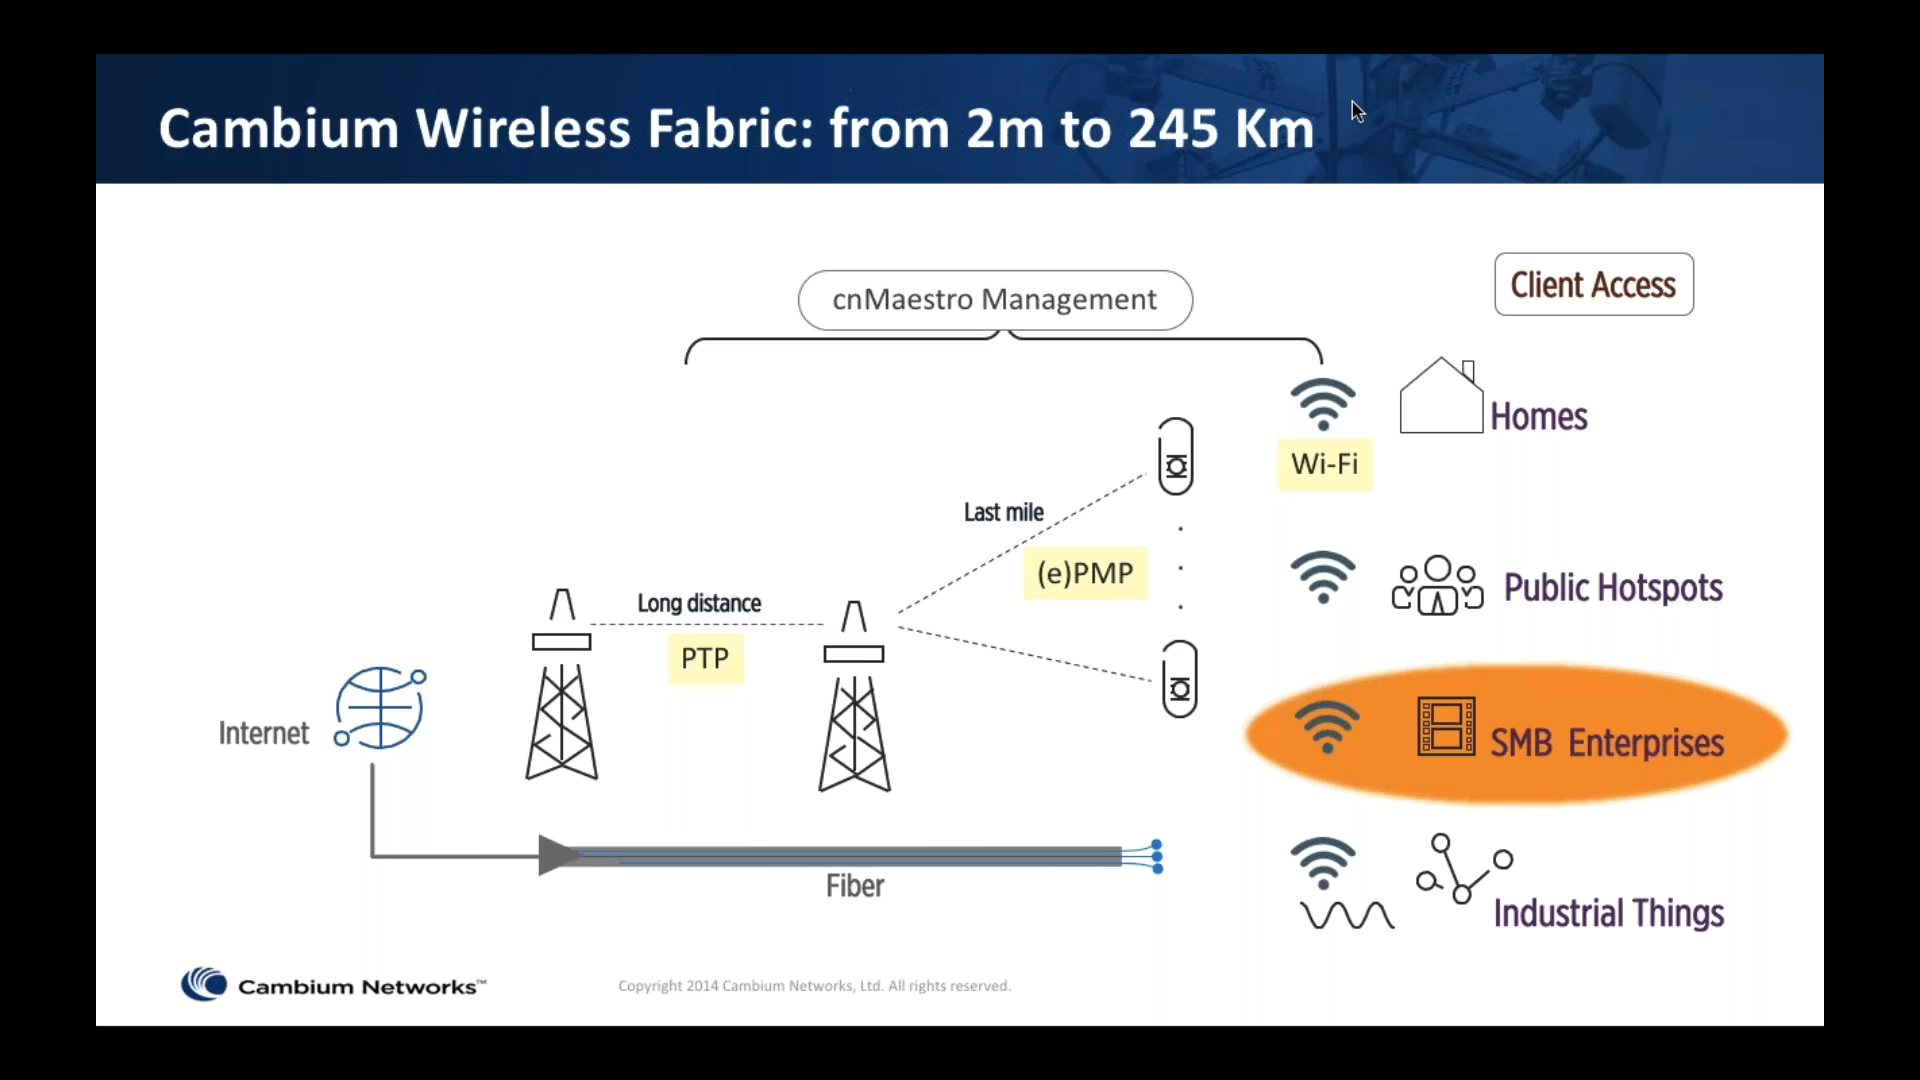 Cambium Wireless Fabric: from 2m to 245 Km
cnMaestro Management
Client Access
Homes
Wi-Fi
Last mile
(e)PMP
Public Hotspots
Long distance
PTP
Internet
SMB Enterprises
Fiber
Industrial Things
Cambium Networks™
Copyright 2014 Cambium Networks, Ltd. All rights reserved.